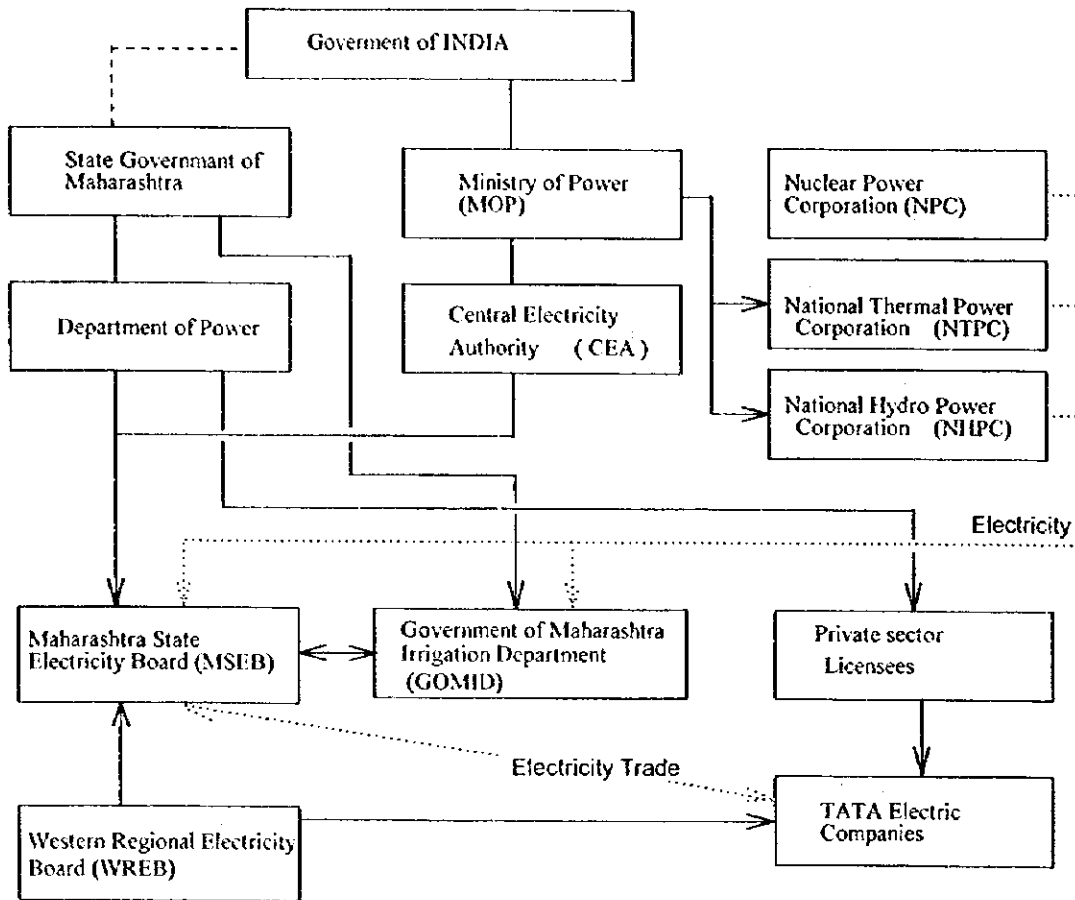 Goverment of INDIA
State Governmant of
Maharashtra
Ministry of Power
(MOP)
Nuclear Power
Corporation (NPC)
Department of Power
Central Electricity
Authority ( CEA )
National Thermal Power
Corporation (NTPC)
National Hydro Power
Corporation (NHPC)
Electricity
Maharashtra State
Electricity Board (MSEB)
Government of Maharashtra
Irrigation Department
(GOMID)
Private sector
Licensees
Electricity Trade
Western Regional Electricity
Board (WREB)
TATA Electric
Companies